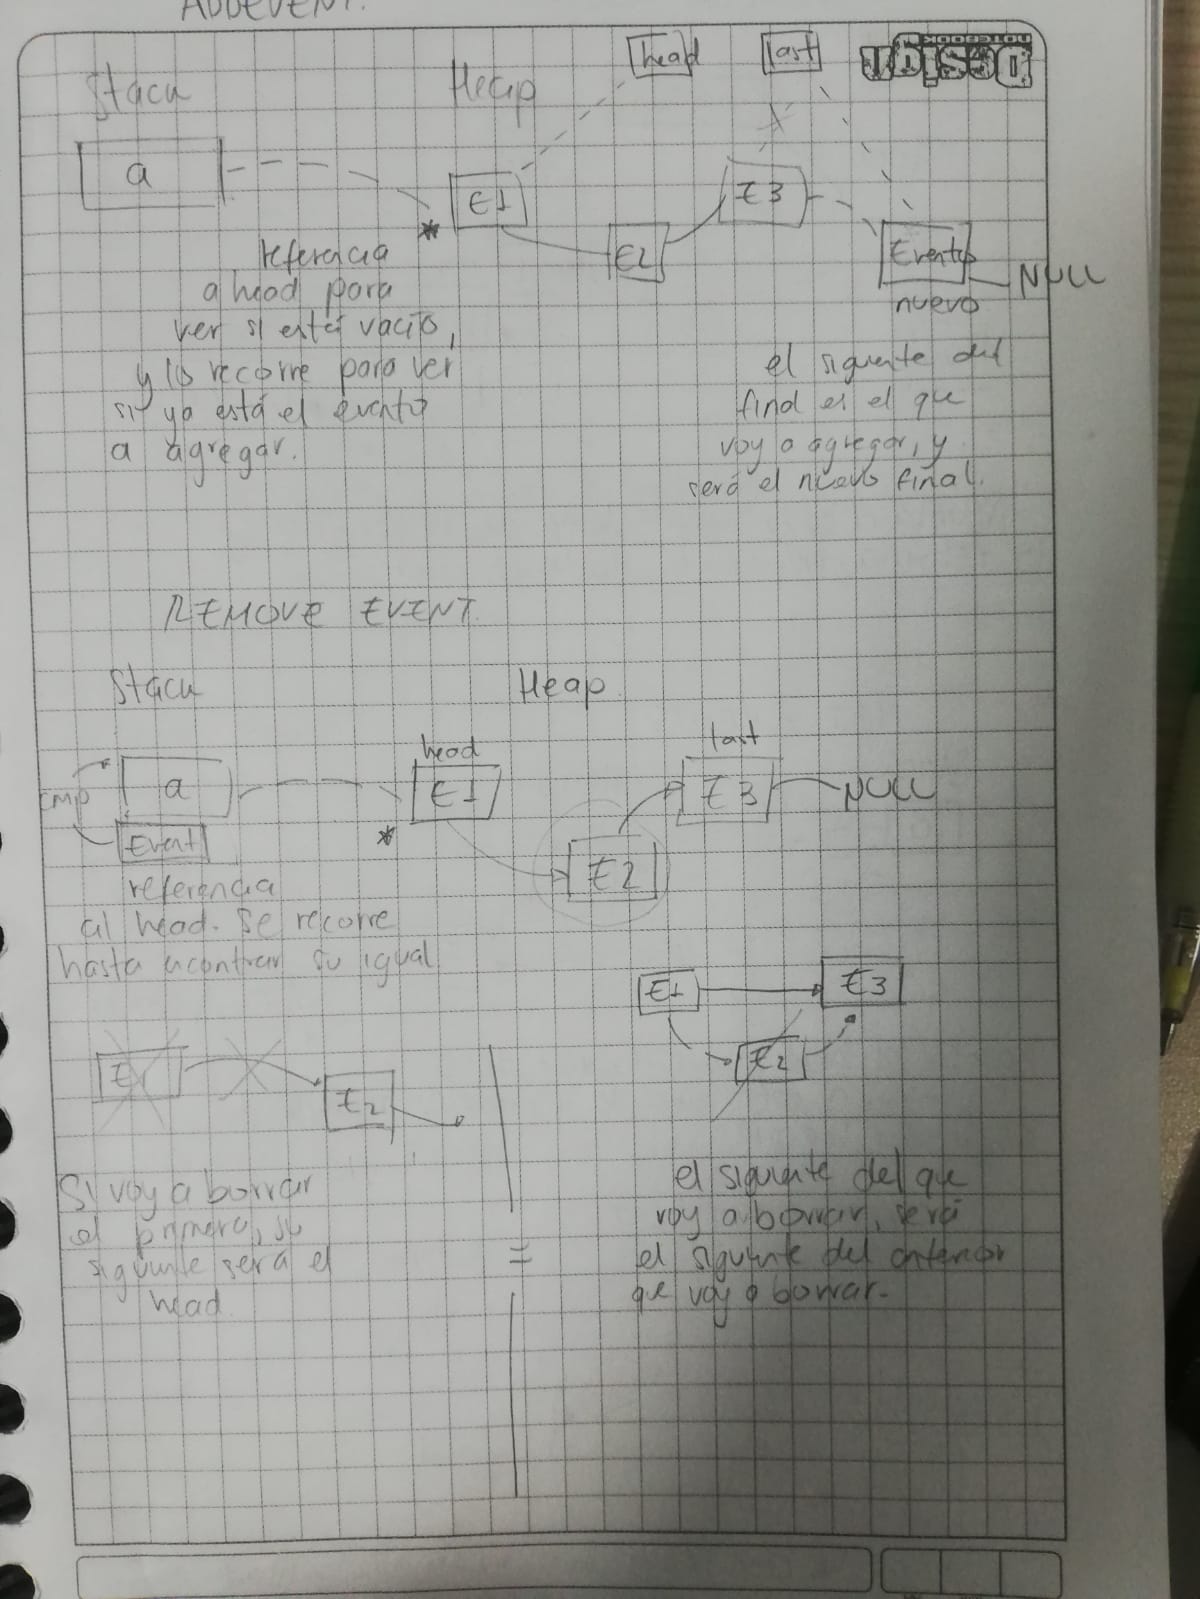 ADDEVENT.
Design
NOTEBOOK
head
last
Stack
Heap
a
E1
E2
E3
Evento
nuevo
NULL
referencia
a head para
ver si está vacío,
y lo recorre para ver
si ya está el evento
a agregar.
el siguiente del
final es el que
voy a agregar, y
será el nuevo final.
REMOVE EVENT.
Stack
Heap
head
last
cmp
a
Event
E1
E2
E3
NULL
referencia
al head. Se recorre
hasta encontrar su igual
E1
E2
E1
E3
E2
Si voy a borrar
el primero, su
siguiente será el
head
el siguiente del que
voy a borrar, será
el siguiente del anterior
que voy a borrar.